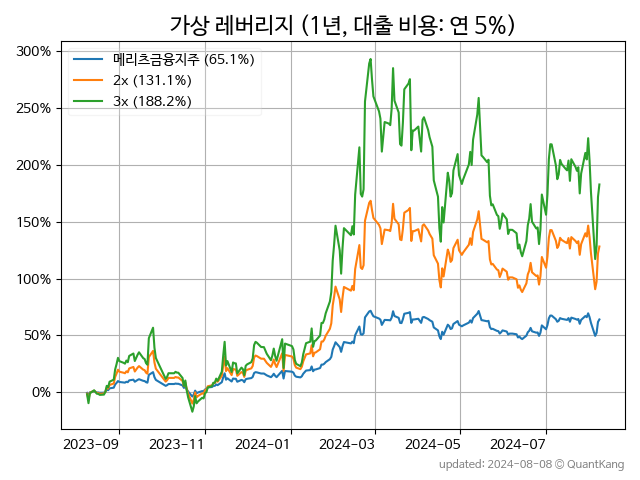 가상 레버리지 (1년, 대출 비용: 연 5%)
메리츠금융지주 (65.1%)
2x (131.1%)
3x (188.2%)
300%
250%
200%
150%
100%
50%
0%
2023-09 2023-11 2024-01 2024-03 2024-05 2024-07
updated: 2024-08-08 © QuantKang